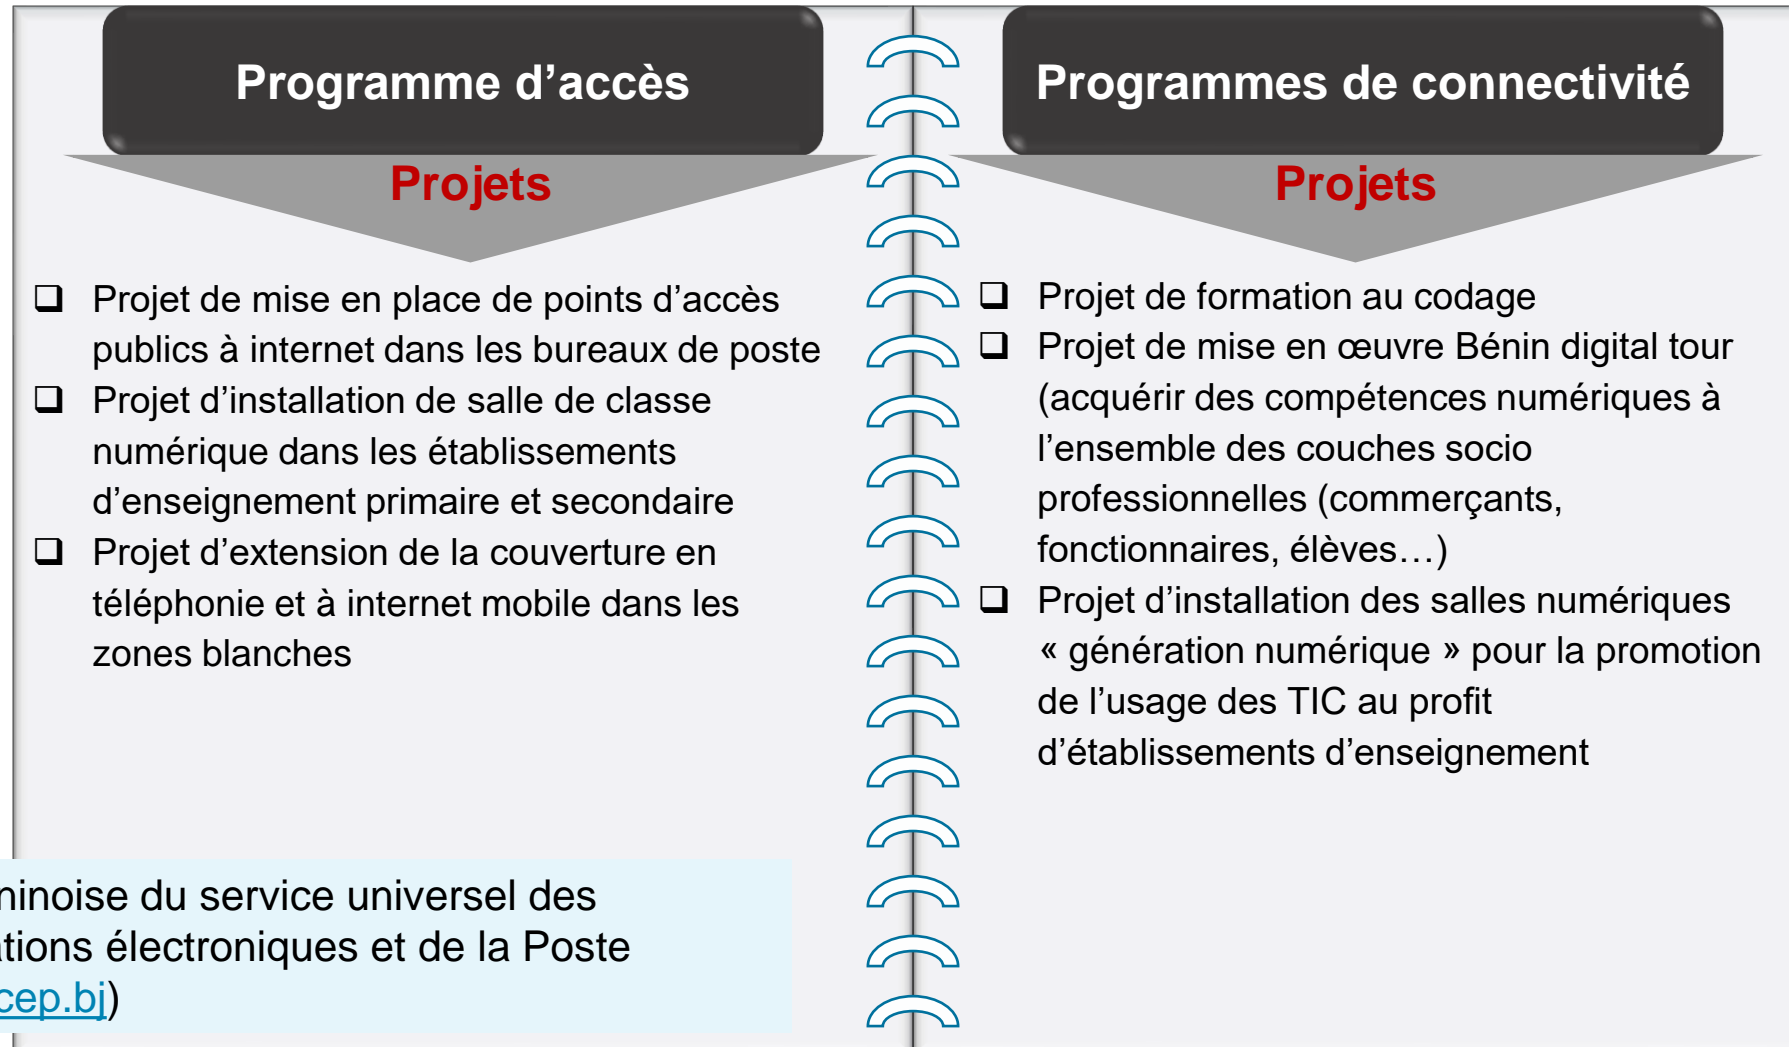 Programme d’accès
Projets
❑ Projet de mise en place de points d’accès
publics à internet dans les bureaux de poste
❑ Projet d’installation de salle de classe
numérique dans les établissements
d’enseignement primaire et secondaire
❑ Projet d’extension de la couverture en
téléphonie et à internet mobile dans les
zones blanches
ninoise du service universel des
ations électroniques et de la Poste
cep.bj)
Programmes de connectivité
Projets
❑ Projet de formation au codage
❑ Projet de mise en œuvre Bénin digital tour
(acquérir des compétences numériques à
l’ensemble des couches socio
professionnelles (commerçants,
fonctionnaires, élèves…)
❑ Projet d’installation des salles numériques
« génération numérique » pour la promotion
de l’usage des TIC au profit
d’établissements d’enseignement